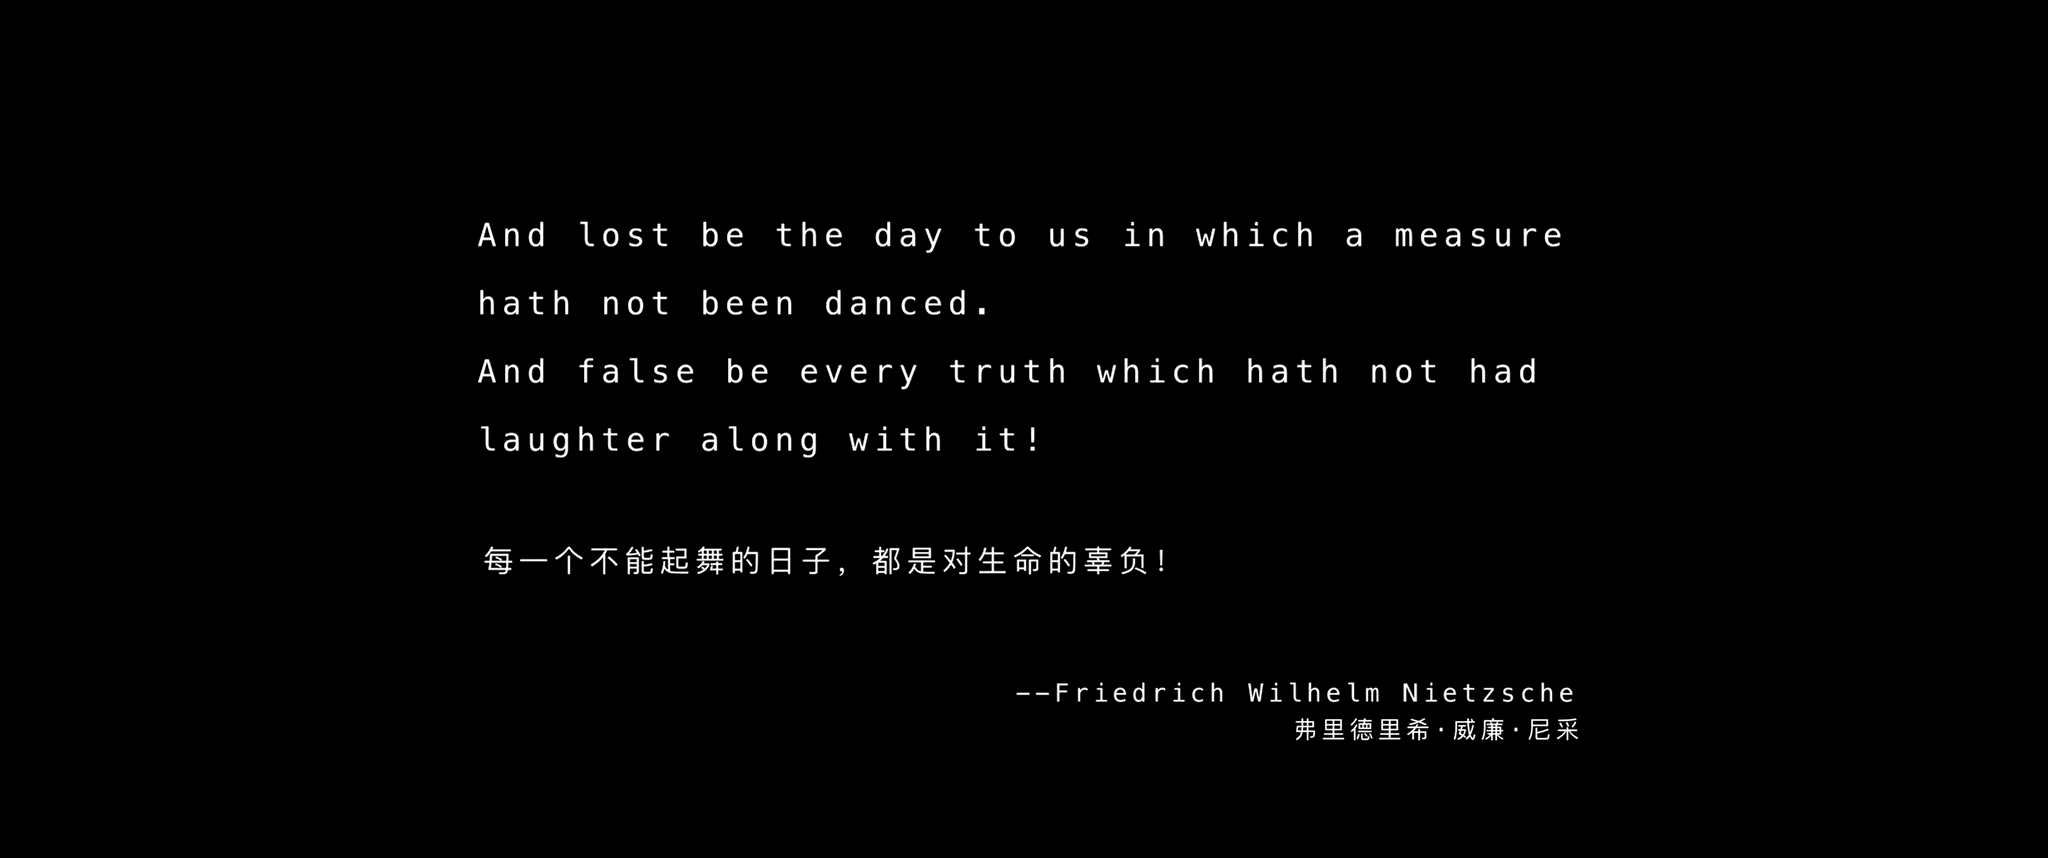 And lost be the day to us in which a measure
hath not been danced.
And false be every truth which hath not had
laughter along with it!
每一个不能起舞的日子，都是对生命的辜负！
--Friedrich Wilhelm Nietzsche
弗里德里希·威廉·尼采